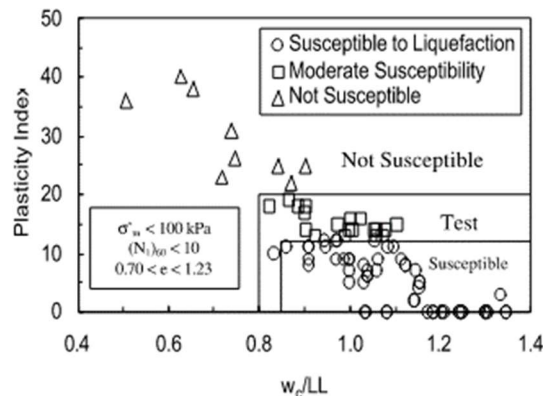 50
40
30
20
10
0
Plasticity Index
Susceptible to Liquefaction
Moderate Susceptibility
Not Susceptible
Not Susceptible
Test
Susceptible
< 100 kPa
(N₁)₆₀ < 10
0.70 < e < 1.23
0.4 0.6 0.8 1.0 1.2 1.4
w_c/LL